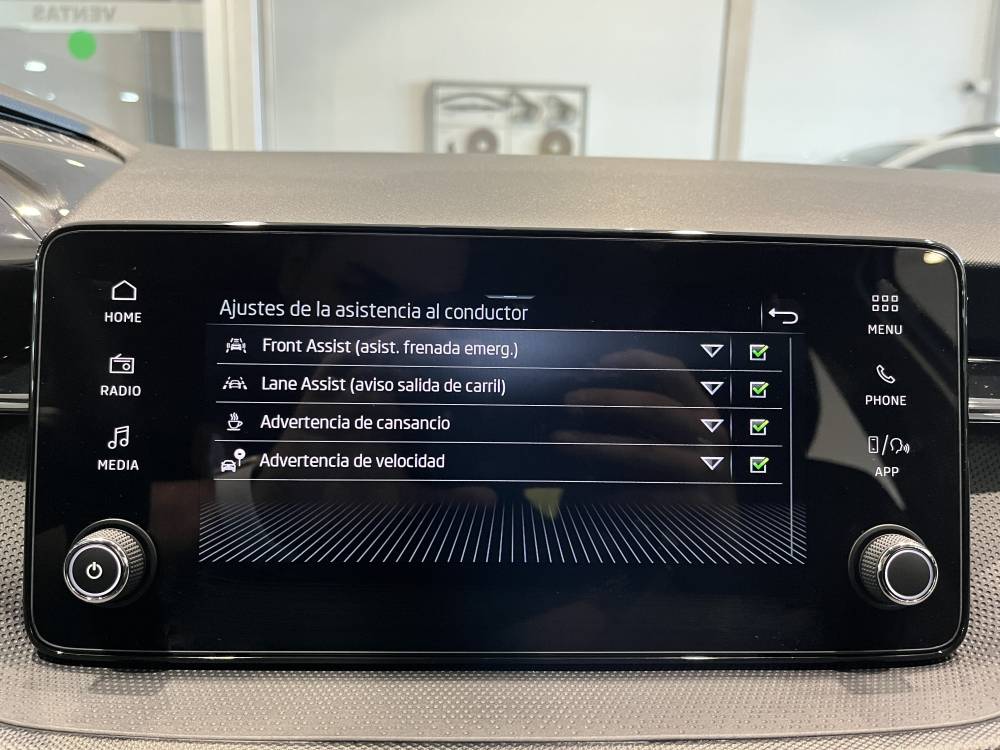 VENTAS
HOME
RADIO
MEDIA
Ajustes de la asistencia al conductor
Front Assist (asist. frenada emerg.)
Lane Assist (aviso salida de carril)
Advertencia de cansancio
Advertencia de velocidad
MENU
PHONE
APP